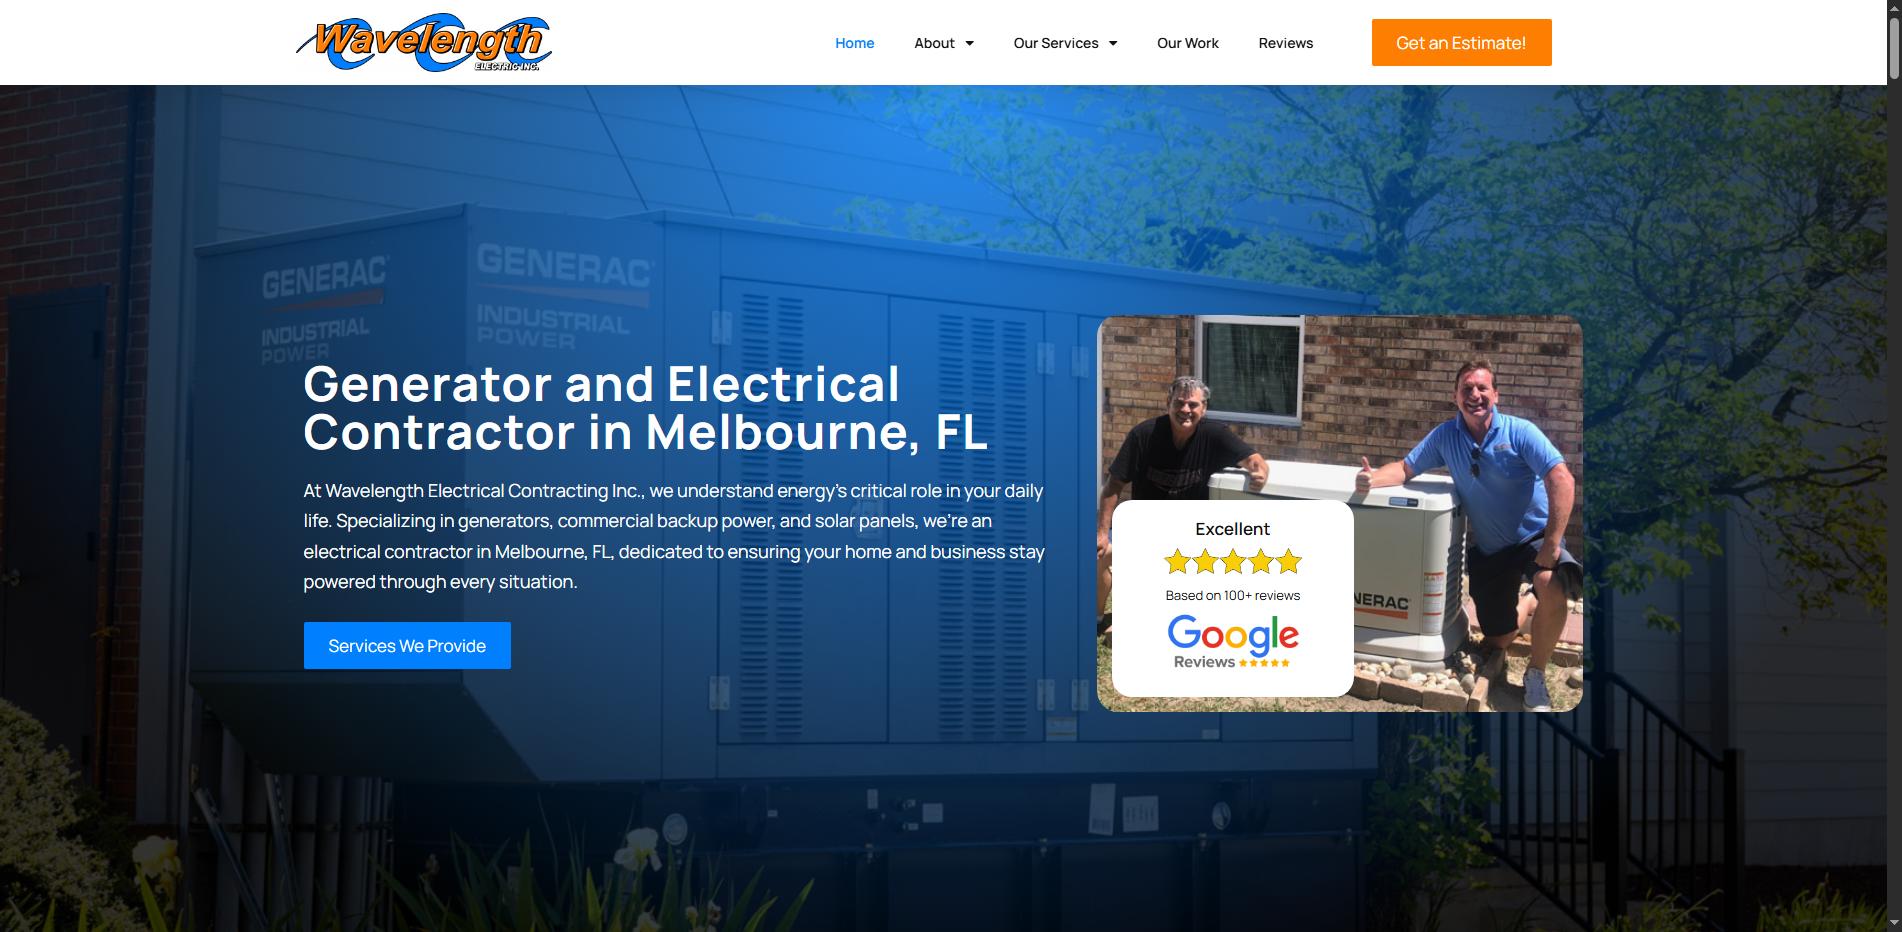 Wavelength
ELECTRIC INC.
Home
About
Our Services
Our Work
Reviews
Get an Estimate!
GENERAC
INDUSTRIAL
POWER
GENERAC
INDUSTRIAL
POWER
Generator and Electrical
Contractor in Melbourne, FL
At Wavelength Electrical Contracting Inc., we understand energy's critical role in your daily
life. Specializing in generators, commercial backup power, and solar panels, we're an
electrical contractor in Melbourne, FL, dedicated to ensuring your home and business stay
powered through every situation.
Services We Provide
Excellent
Based on 100+ reviews
Google
Reviews
NERAC